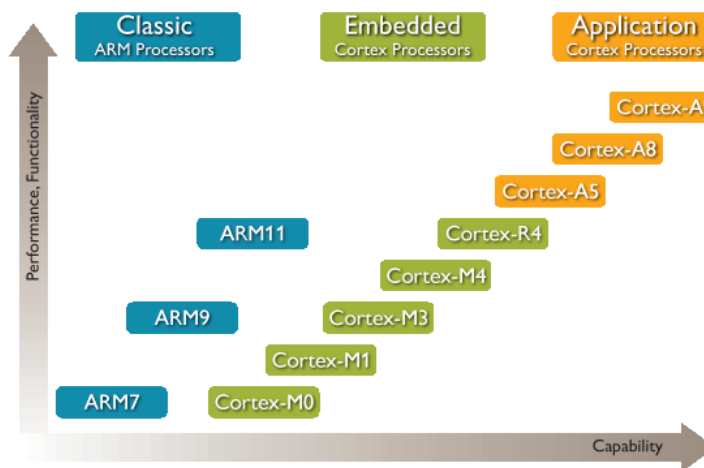 Classic
ARM Processors
Embedded
Cortex Processors
Application
Cortex Processors
Performance, Functionality
Cortex-A
Cortex-A8
Cortex-A5
ARM11
Cortex-R4
Cortex-M4
ARM9
Cortex-M3
Cortex-M1
ARM7
Cortex-M0
Capability